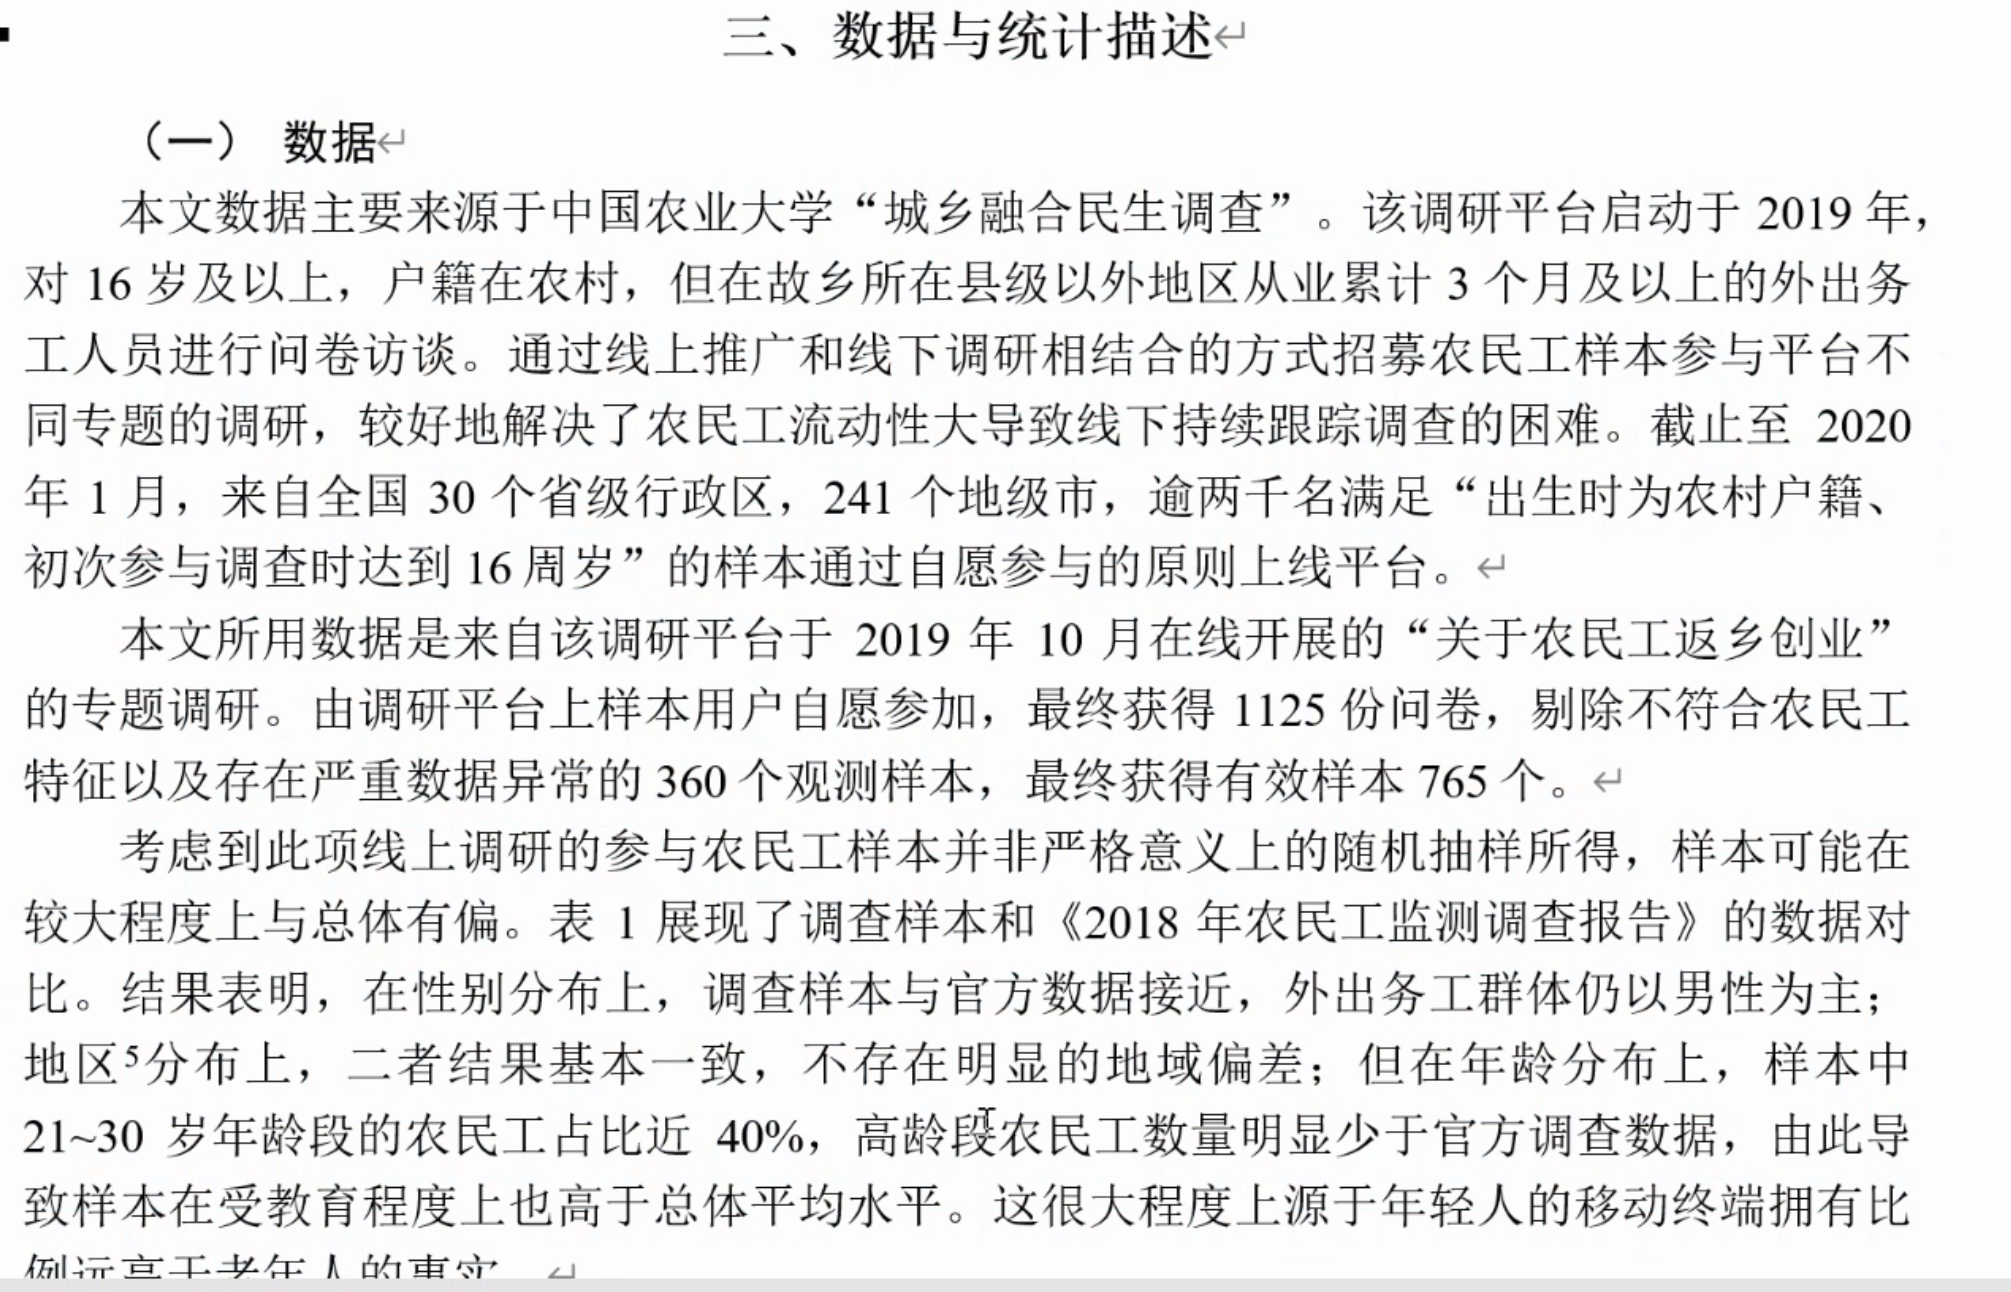 三、数据与统计描述
（一） 数据
本文数据主要来源于中国农业大学“城乡融合民生调查”。该调研平台启动于 2019 年，
对 16 岁及以上，户籍在农村，但在故乡所在县级以外地区从业累计 3 个月及以上的外出务
工人员进行问卷访谈。通过线上推广和线下调研相结合的方式招募农民工样本参与平台不
同专题的调研，较好地解决了农民工流动性大导致线下持续跟踪调查的困难。截止至 2020
年 1 月，来自全国 30 个省级行政区，241 个地级市，逾两千名满足“出生时为农村户籍、
初次参与调查时达到 16 周岁”的样本通过自愿参与的原则上线平台。
本文所用数据是来自该调研平台于 2019 年 10 月在线开展的“关于农民工返乡创业”
的专题调研。由调研平台上样本用户自愿参加，最终获得 1125 份问卷，剔除不符合农民工
特征以及存在严重数据异常的 360 个观测样本，最终获得有效样本 765 个。
考虑到此项线上调研的参与农民工样本并非严格意义上的随机抽样所得，样本可能在
较大程度上与总体有偏。表 1 展现了调查样本和《2018 年农民工监测调查报告》的数据对
比。结果表明，在性别分布上，调查样本与官方数据接近，外出务工群体仍以男性为主；
地区⁵分布上，二者结果基本一致，不存在明显的地域偏差；但在年龄分布上，样本中
21~30 岁年龄段的农民工占比近 40%，高龄段农民工数量明显少于官方调查数据，由此导
致样本在受教育程度上也高于总体平均水平。这很大程度上源于年轻人的移动终端拥有比
例远高于老年人的事实。